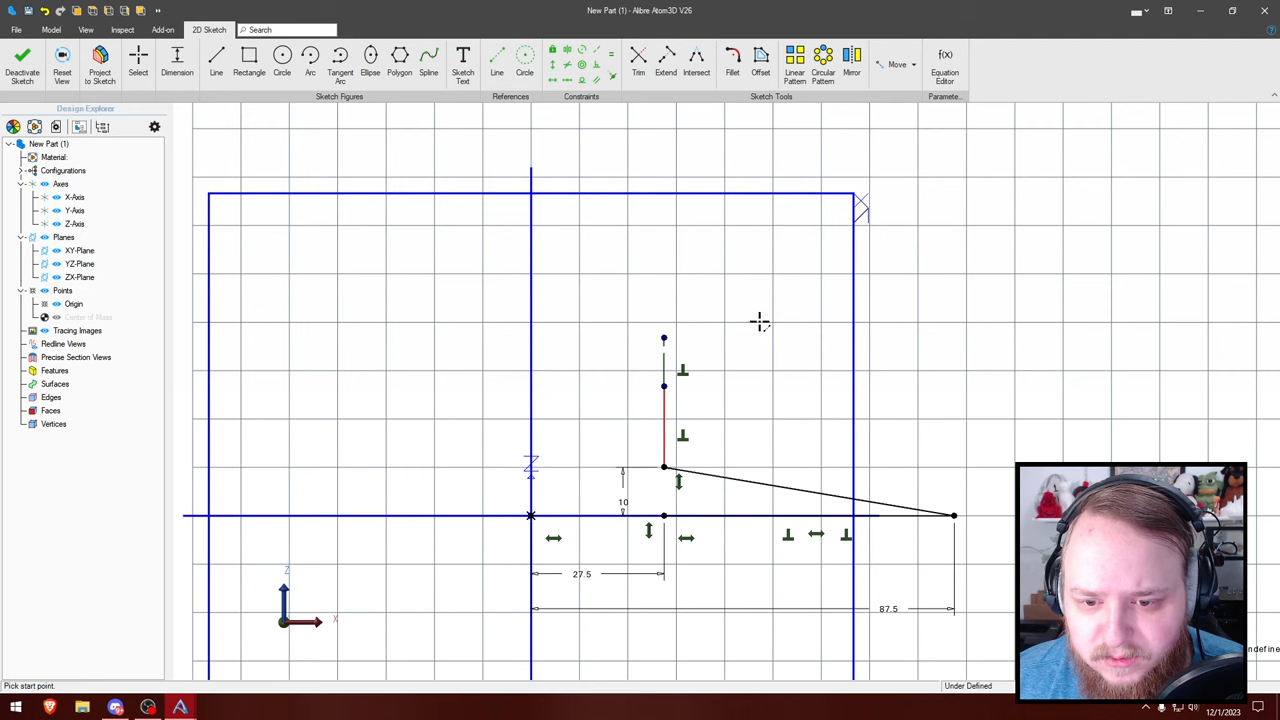 New Part (1) - Alibre Atom3D V26
File
Model
View
Inspect
Add-on
2D Sketch
Search
Deactivate Sketch
Reset View
Project to Sketch
Select
Dimension
Line
Rectangle
Circle
Arc
Tangent Arc
Ellipse
Polygon
Spline
Sketch Text
Line
Circle
Trim
Extend
Intersect
Fillet
Offset
Linear Pattern
Circular Pattern
Mirror
Move
Equation Editor
f(x)
Sketch Figures
References
Constraints
Sketch Tools
Paramete...
Design Explorer
New Part (1)
Material:
Configurations
Axes
X-Axis
Y-Axis
Z-Axis
Planes
XY-Plane
YZ-Plane
ZX-Plane
Points
Origin
Center of Mass
Tracing Images
Redline Views
Precise Section Views
Features
Surfaces
Edges
Faces
Vertices
X
Z
10
27.5
87.5
Z
X
Pick start point.
Under Defined
12/1/2023